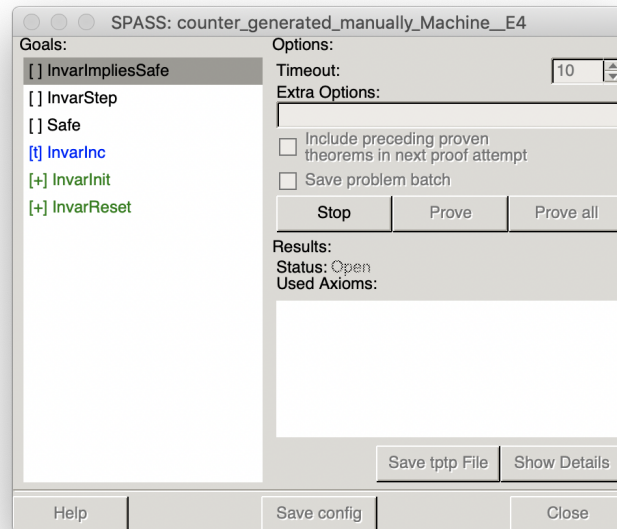 SPASS: counter_generated_manually_Machine__E4
Goals:
[ ] InvarImpliesSafe
[ ] InvarStep
[ ] Safe
[t] InvarInc
[+] InvarInit
[+] InvarReset
Options:
Timeout:
10
Extra Options:
Include preceding proven
theorems in next proof attempt
Save problem batch
Stop
Prove
Prove all
Results:
Status: Open
Used Axioms:
Save tptp File
Show Details
Help
Save config
Close